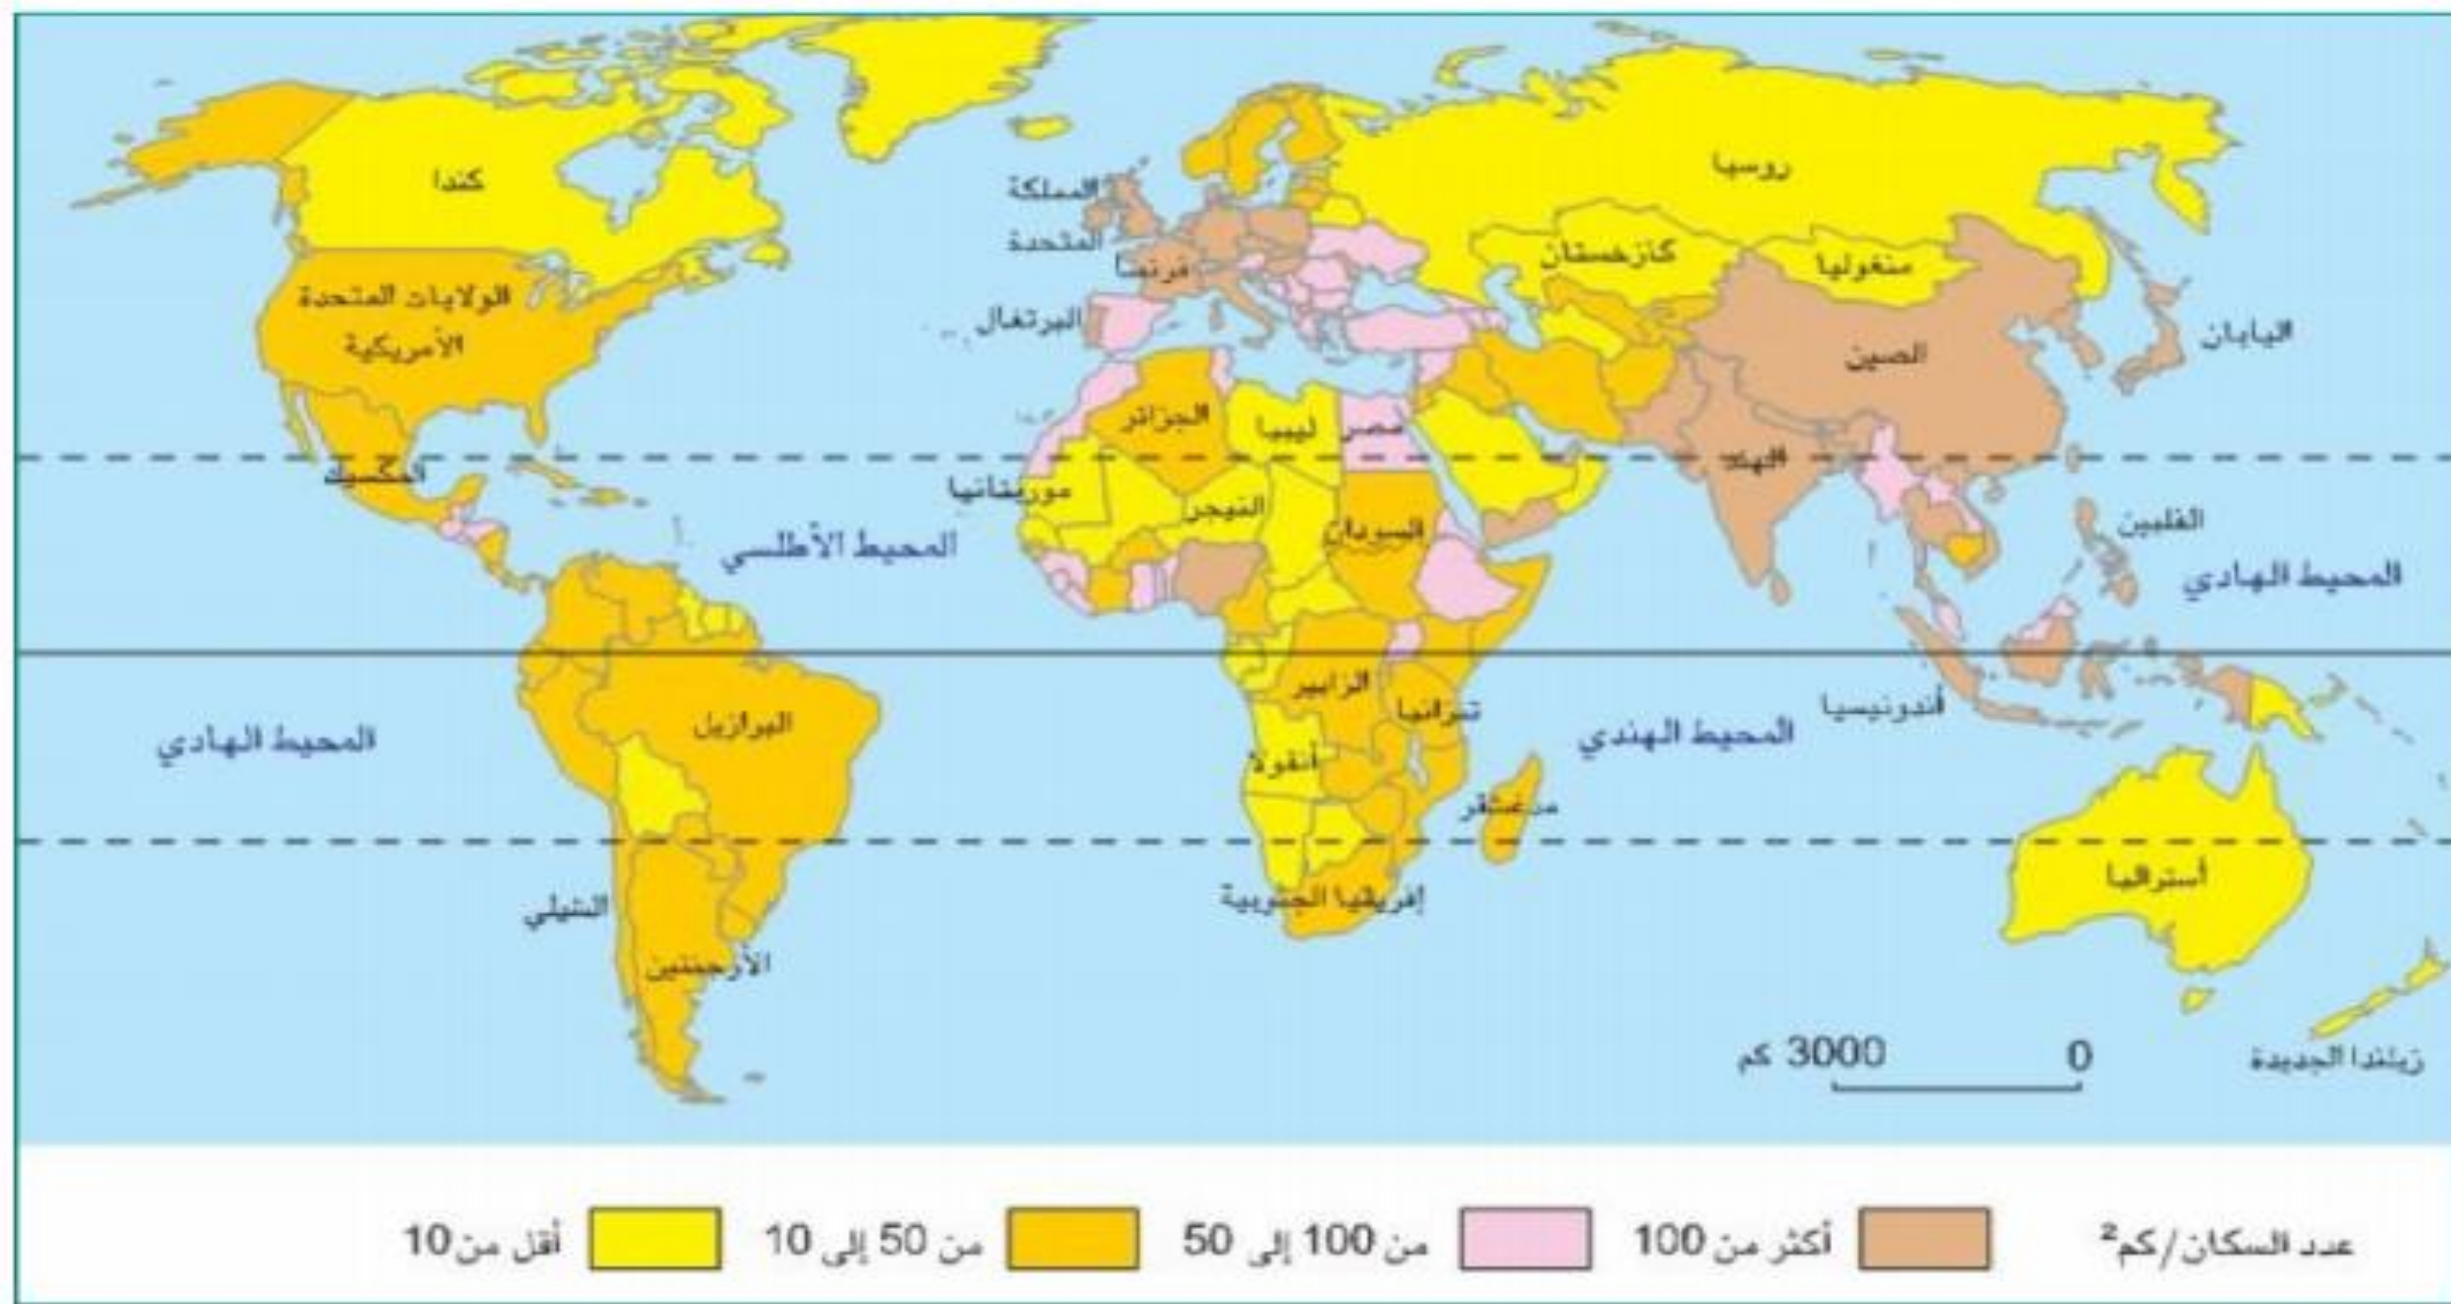 روسيا
كندا
المملكة
المتحدة
فرنسا
كازخستان
منغوليا
الولايات المتحدة
الأمريكية
البرتغال
اليابان
الصين
الجزائر
ليبيا
مصر
الهند
المكسيك
موريتانيا
النيجر
السودان
الفلبين
المحيط الأطلسي
المحيط الهادي
الزايير
تنزانيا
أندونيسيا
البرازيل
المحيط الهندي
المحيط الهادي
أنقولا
مدغشقر
أستراليا
إفريقيا الجنوبية
الشيلي
الأرجنتين
0 3000 كم
زيلندا الجديدة
عدد السكان/كم²
أكثر من 100
من 100 إلى 50
من 50 إلى 10
أقل من 10